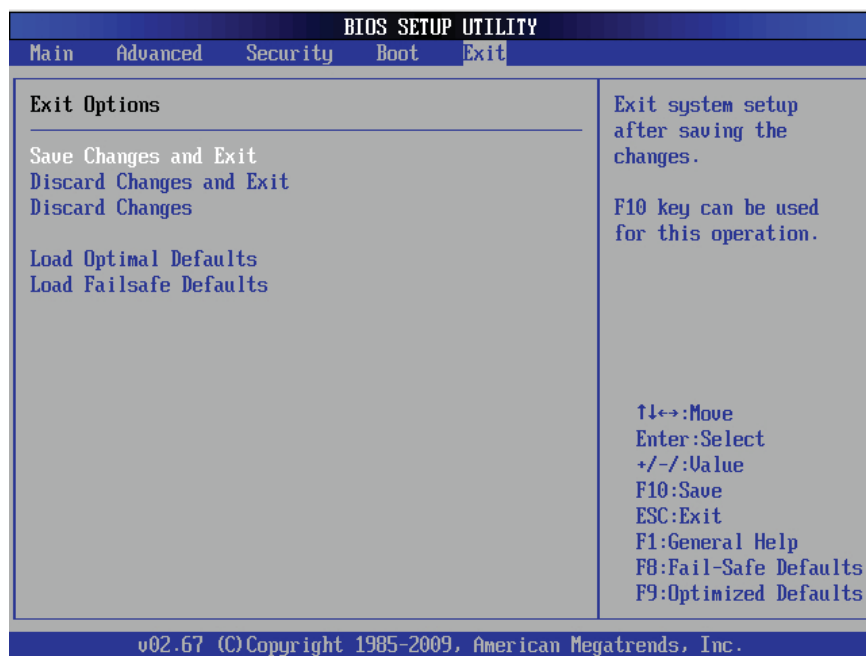 BIOS SETUP UTILITY
Main Advanced Security Boot Exit
Exit Options
Save Changes and Exit
Discard Changes and Exit
Discard Changes
Load Optimal Defaults
Load Failsafe Defaults
Exit system setup
after saving the
changes.
F10 key can be used
for this operation.
↑↓←→:Move
Enter:Select
+/-/:Value
F10:Save
ESC:Exit
F1:General Help
F8:Fail-Safe Defaults
F9:Optimized Defaults
v02.67 (C)Copyright 1985-2009, American Megatrends, Inc.